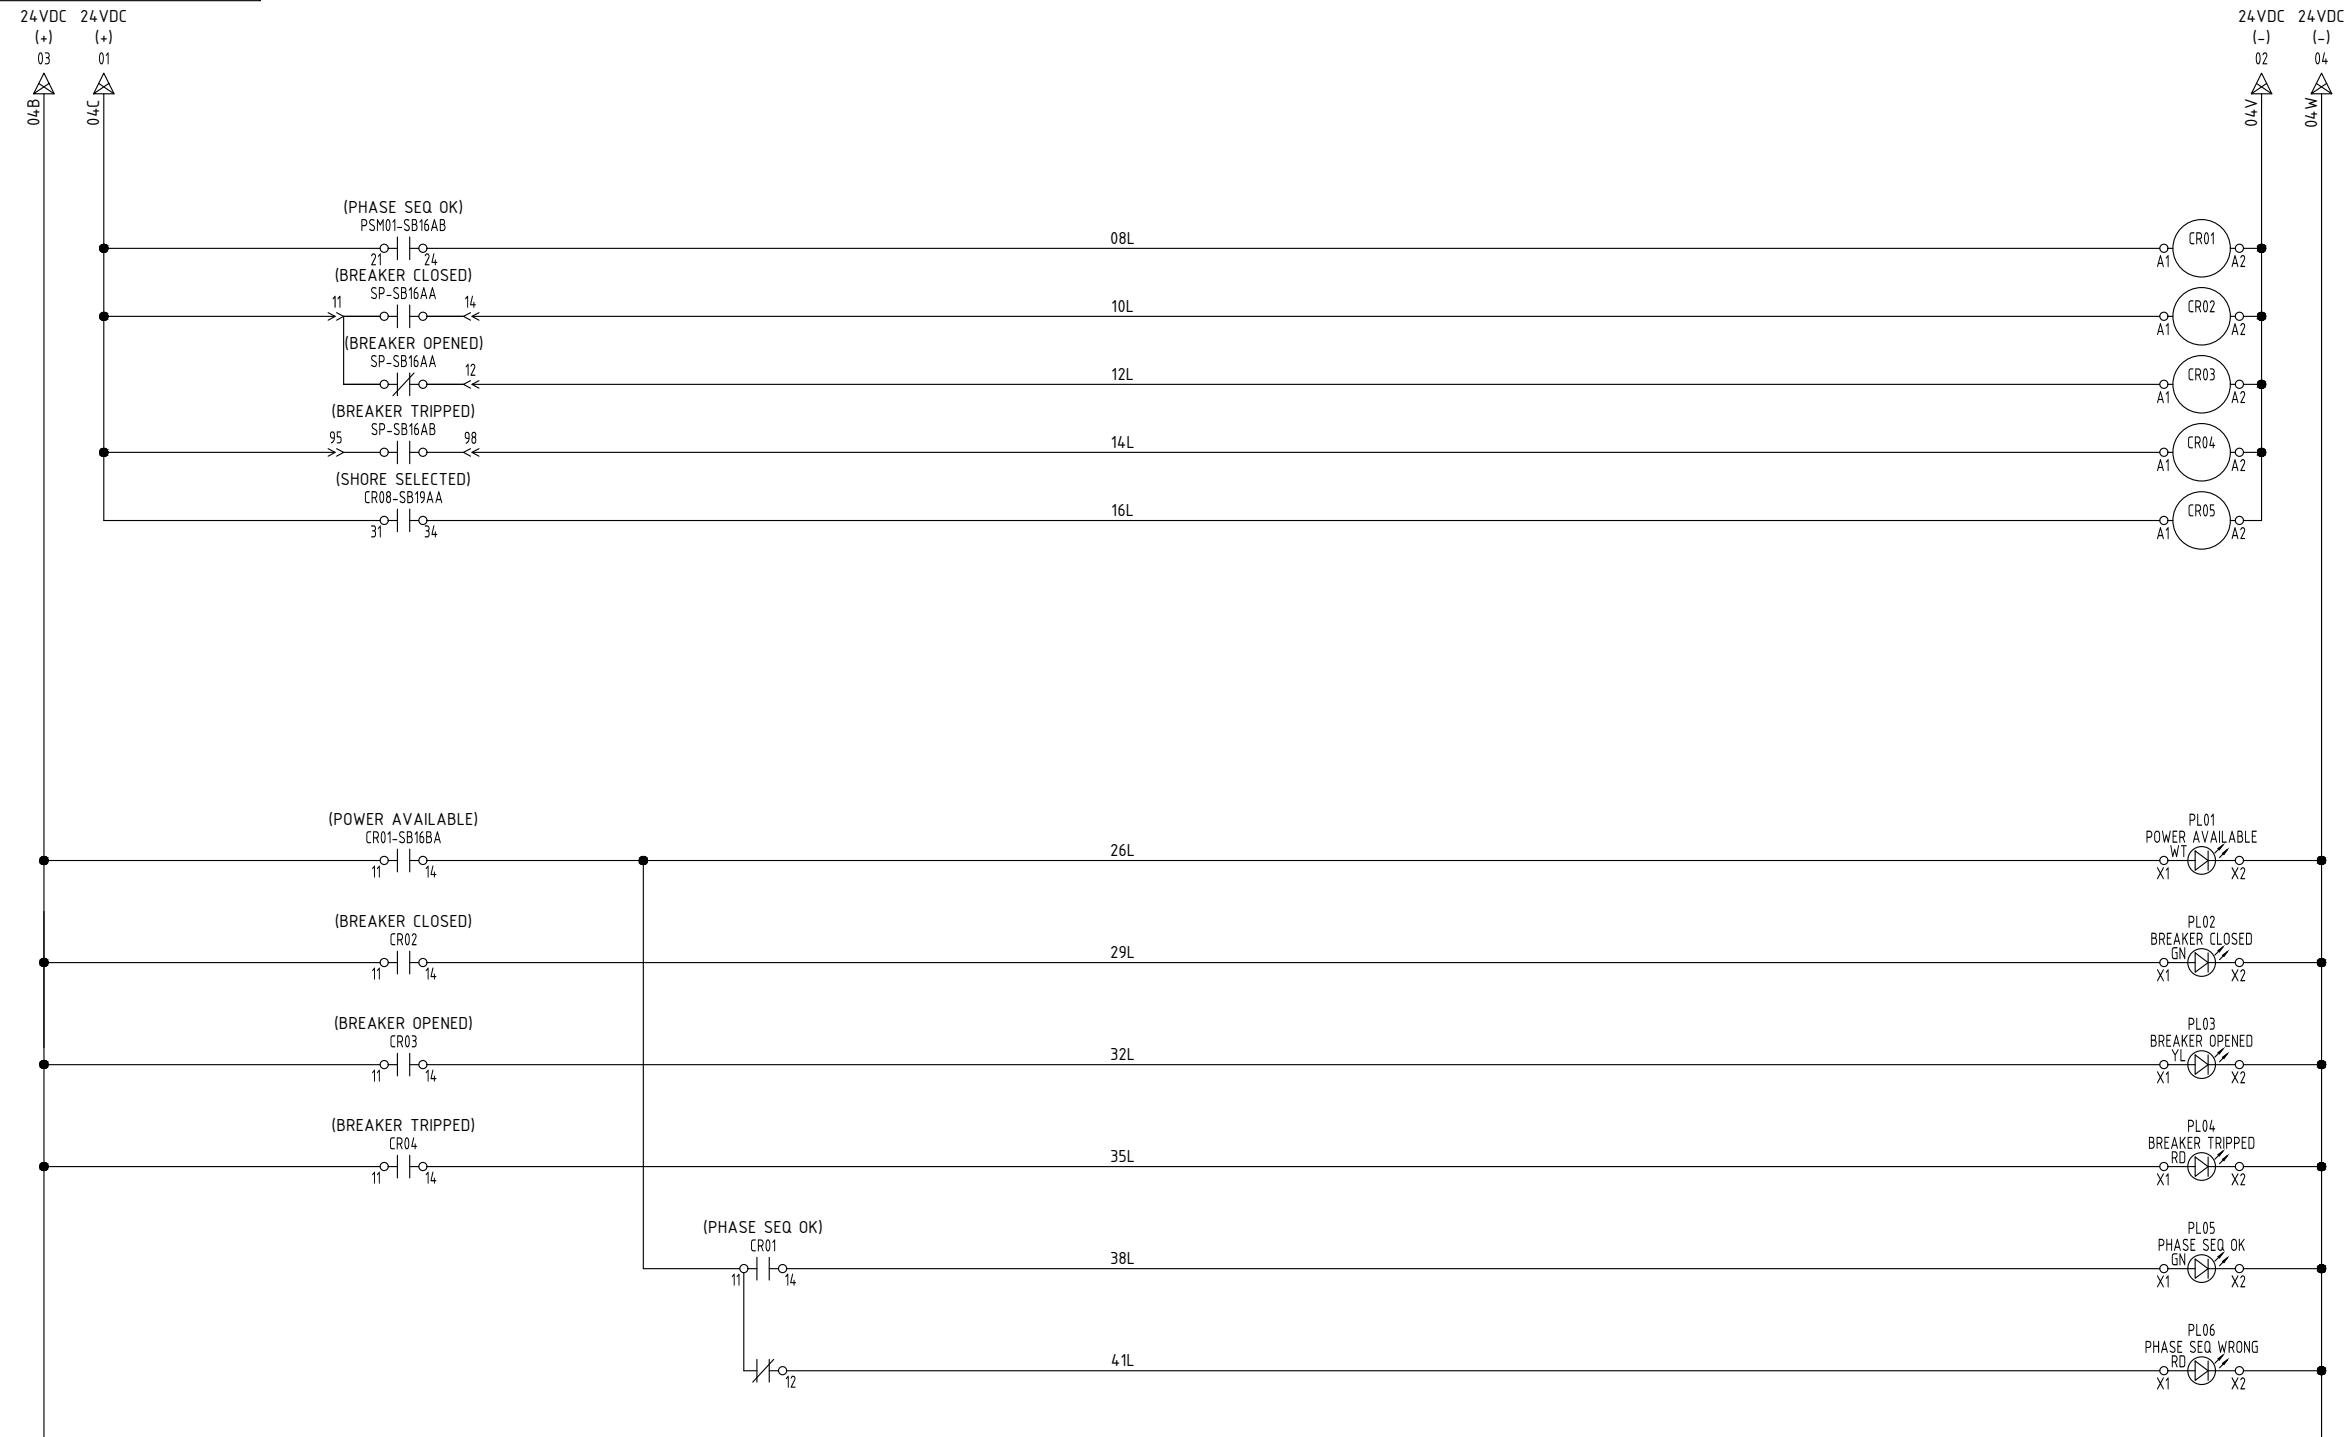 24VDC 24VDC 24VDC 24VDC
(+) (+) (-) (-)
03 01 02 04
04B 04C 04V 04W
(PHASE SEQ OK)
PSM01-SB16AB
08L CR01
21 24 A1 A2
(BREAKER CLOSED)
SP-SB16AA
11 14 10L CR02
A1 A2
(BREAKER OPENED)
SP-SB16AA
12 12L CR03
A1 A2
(BREAKER TRIPPED)
SP-SB16AB
95 98 14L CR04
A1 A2
(SHORE SELECTED)
CR08-SB19AA
16L CR05
31 34 A1 A2
(POWER AVAILABLE) PL01
CR01-SB16BA POWER AVAILABLE
26L WT
11 14 X1 X2
(BREAKER CLOSED) PL02
CR02 BREAKER CLOSED
29L GN
11 14 X1 X2
(BREAKER OPENED) PL03
CR03 BREAKER OPENED
32L YL
11 14 X1 X2
(BREAKER TRIPPED) PL04
CR04 BREAKER TRIPPED
35L RD
11 14 X1 X2
(PHASE SEQ OK) PL05
CR01 PHASE SEQ OK
38L GN
11 14 X1 X2
PL06
PHASE SEQ WRONG
41L RD
12 X1 X2